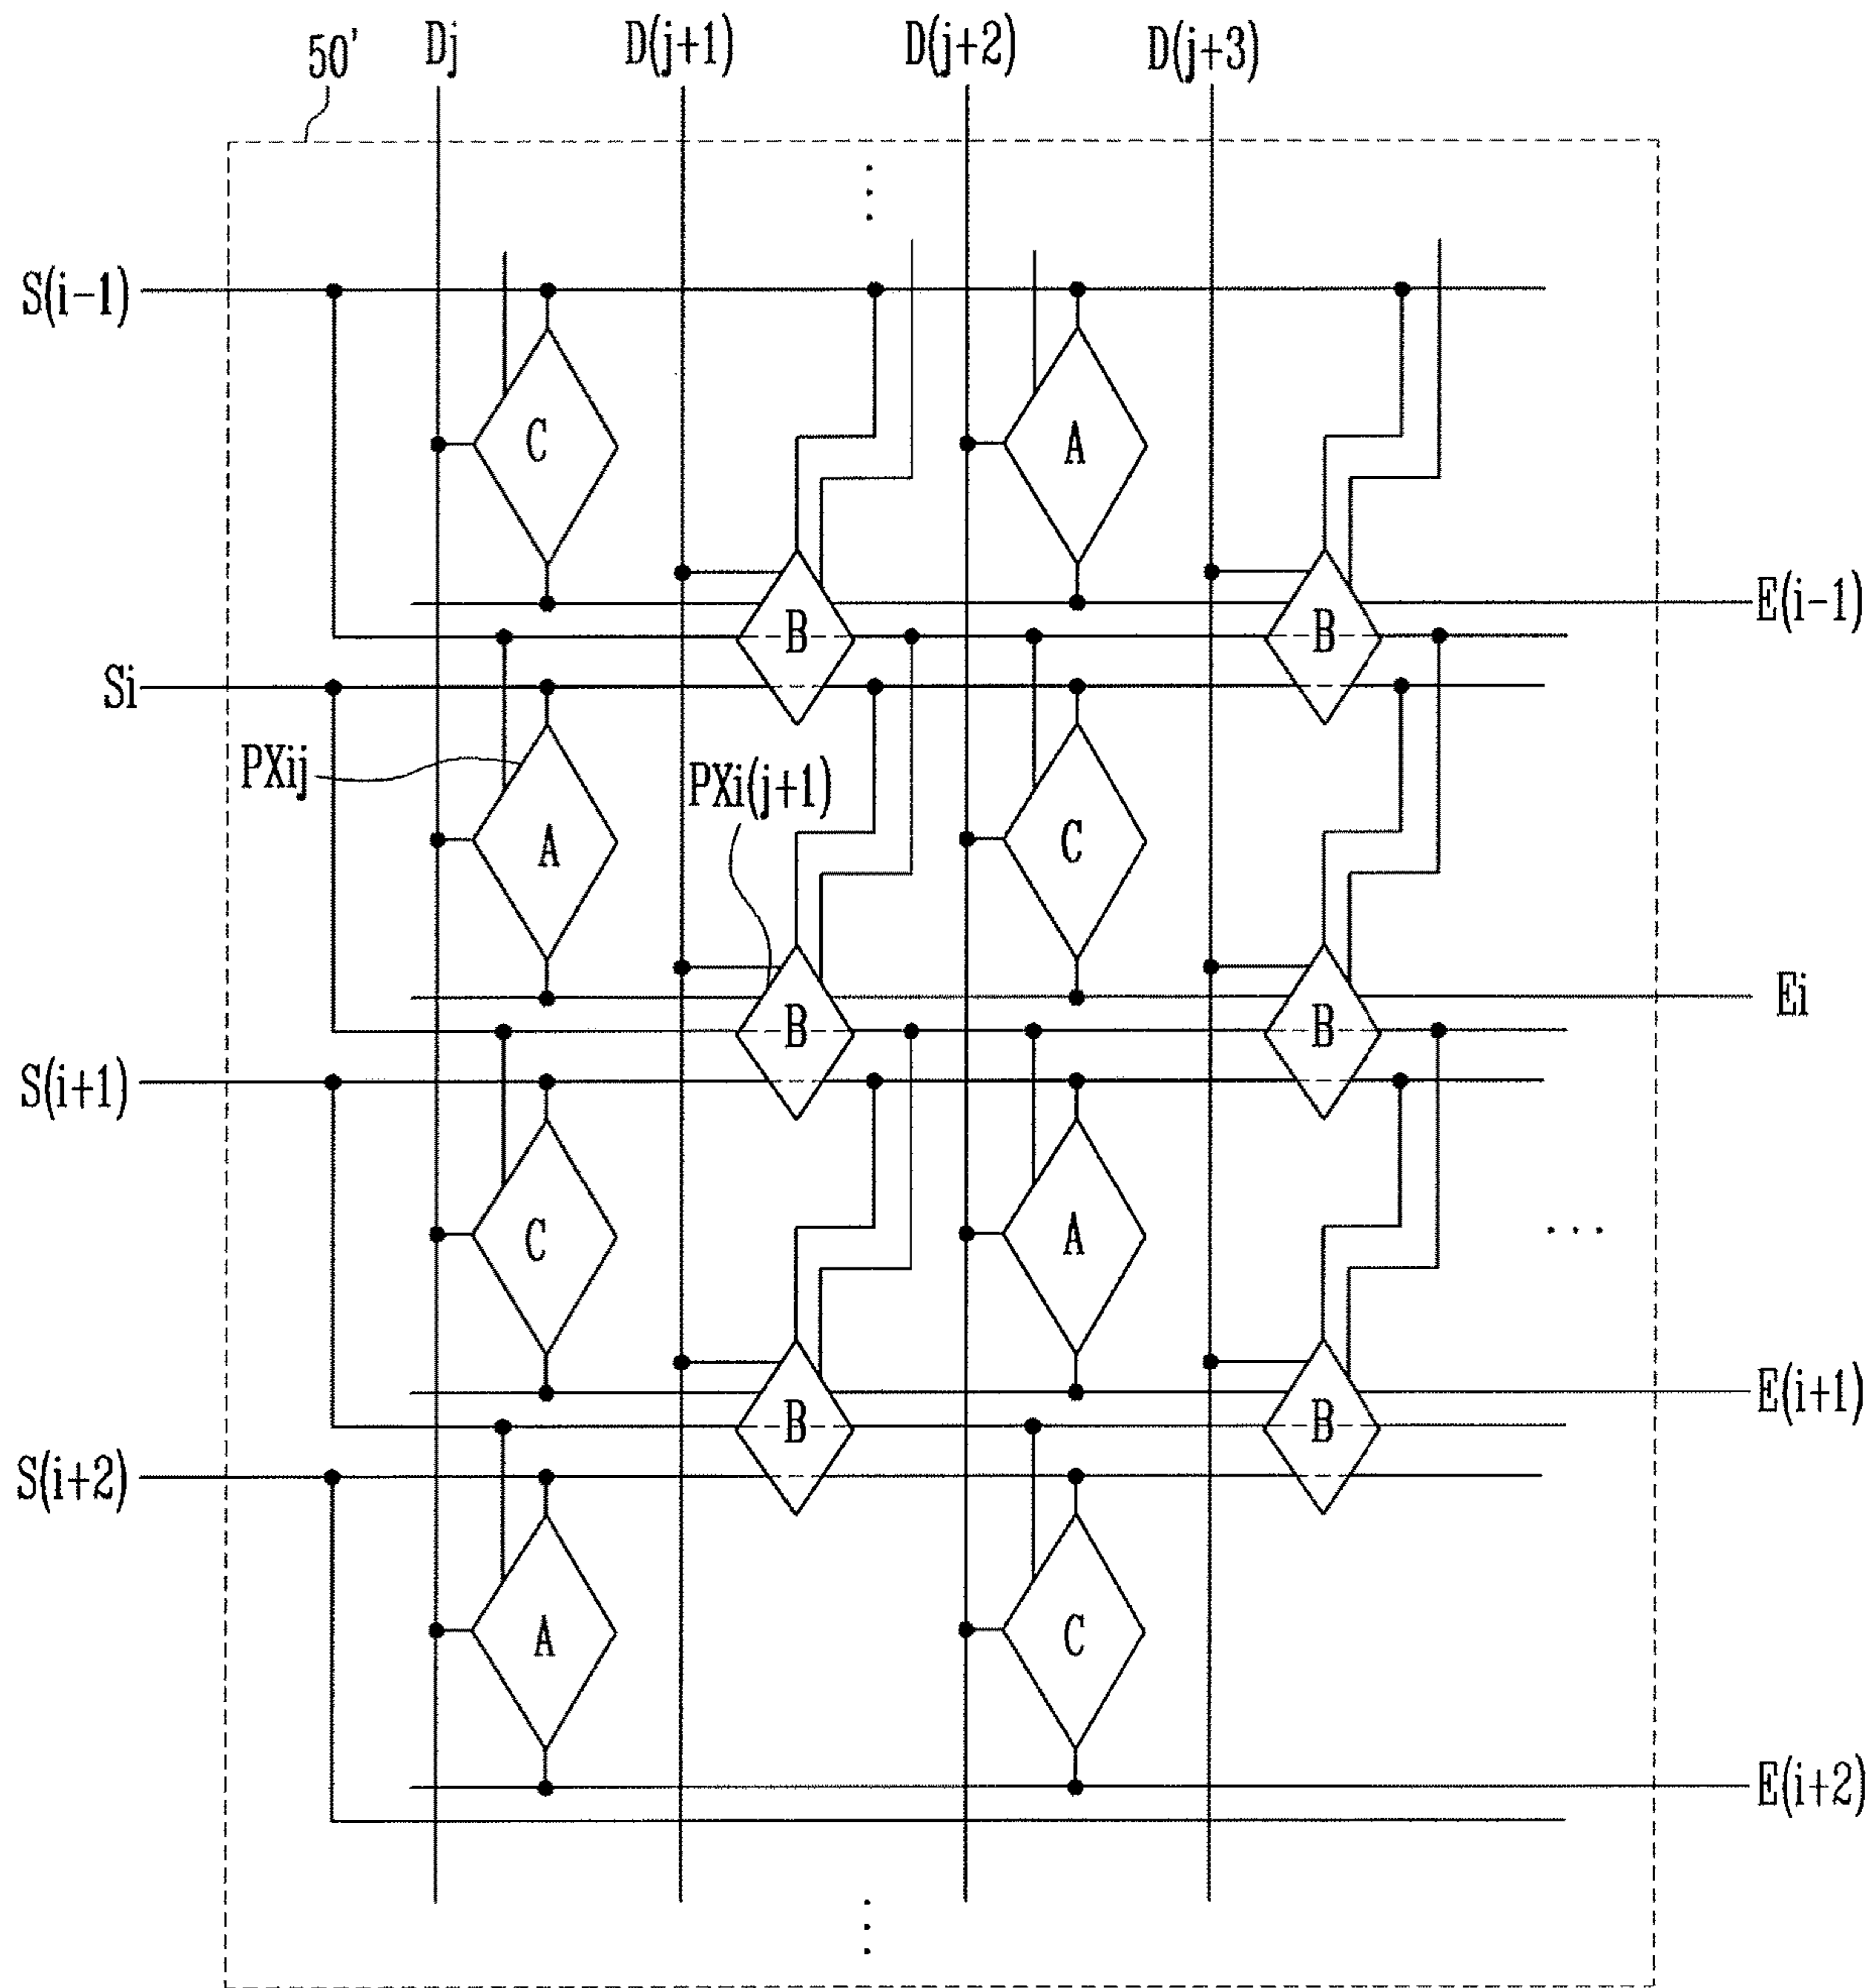 50' Dj D(j+1) D(j+2) D(j+3)
S(i-1)
C A
E(i-1)
B B
Si
PXij PXi(j+1)
A C
Ei
B B
S(i+1)
C A
...
E(i+1)
B B
S(i+2)
A C
E(i+2)